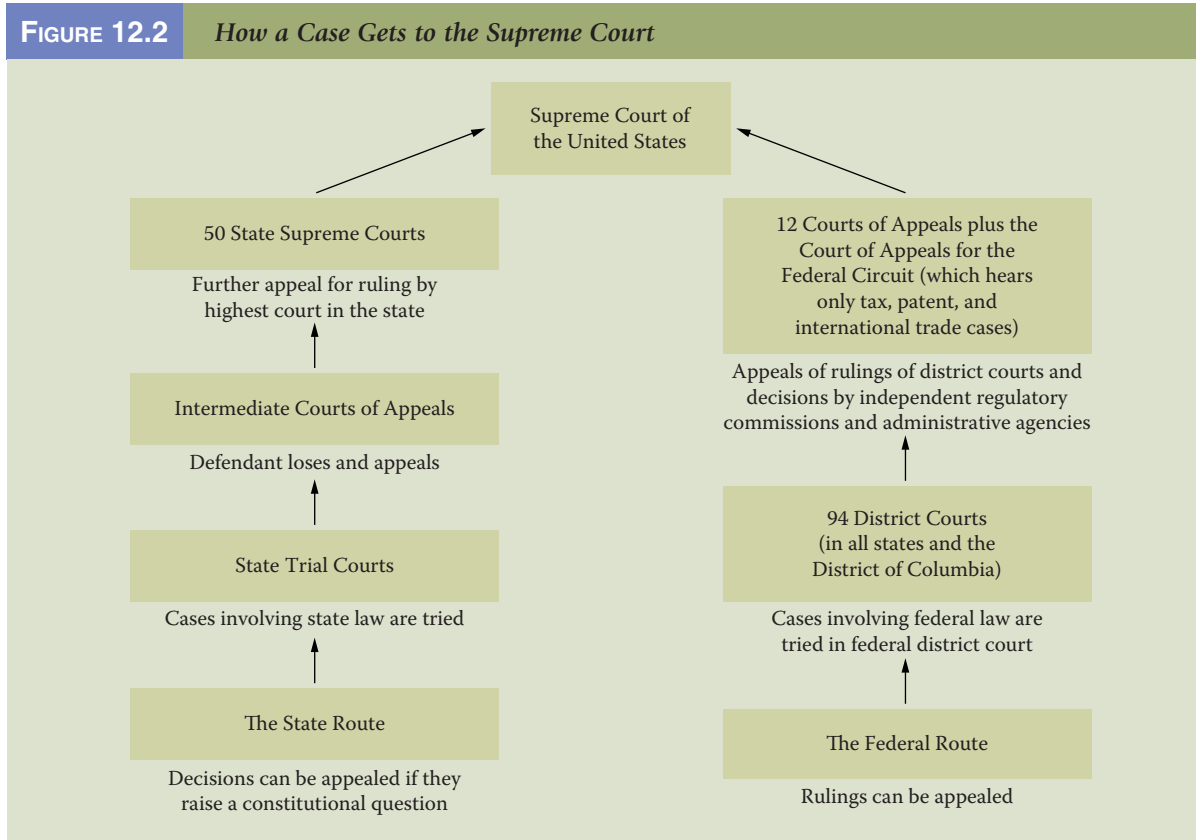 FIGURE 12.2
How a Case Gets to the Supreme Court
Supreme Court of
the United States
50 State Supreme Courts
Further appeal for ruling by
highest court in the state
Intermediate Courts of Appeals
Defendant loses and appeals
State Trial Courts
Cases involving state law are tried
The State Route
Decisions can be appealed if they
raise a constitutional question
12 Courts of Appeals plus the
Court of Appeals for the
Federal Circuit (which hears
only tax, patent, and
international trade cases)
Appeals of rulings of district courts and
decisions by independent regulatory
commissions and administrative agencies
94 District Courts
(in all states and the
District of Columbia)
Cases involving federal law are
tried in federal district court
The Federal Route
Rulings can be appealed